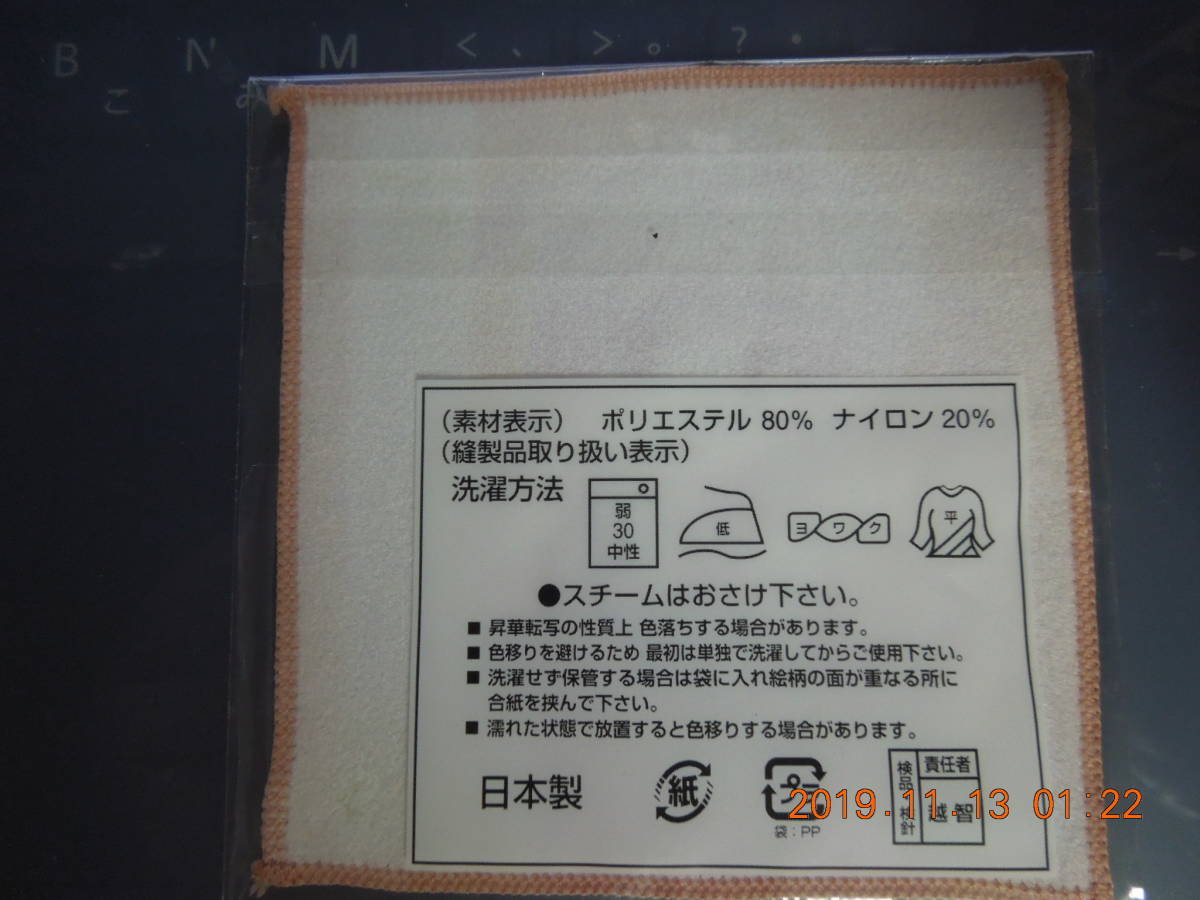 B N M < 、 > 。 ? ・
こ み
（素材表示） ポリエステル 80% ナイロン 20%
（縫製品取り扱い表示）
洗濯方法
弱
30
中性
低
ヨ ワ ク
平
●スチームはおさけ下さい。
■ 昇華転写の性質上 色落ちする場合があります。
■ 色移りを避けるため 最初は単独で洗濯してからご使用下さい。
■ 洗濯せず保管する場合は袋に入れ絵柄の面が重なる所に
合紙を挟んで下さい。
■ 濡れた状態で放置すると色移りする場合があります。
日本製
紙
プ
袋：PP
検品・検針
責任者
越智
2019.11.13 01:22